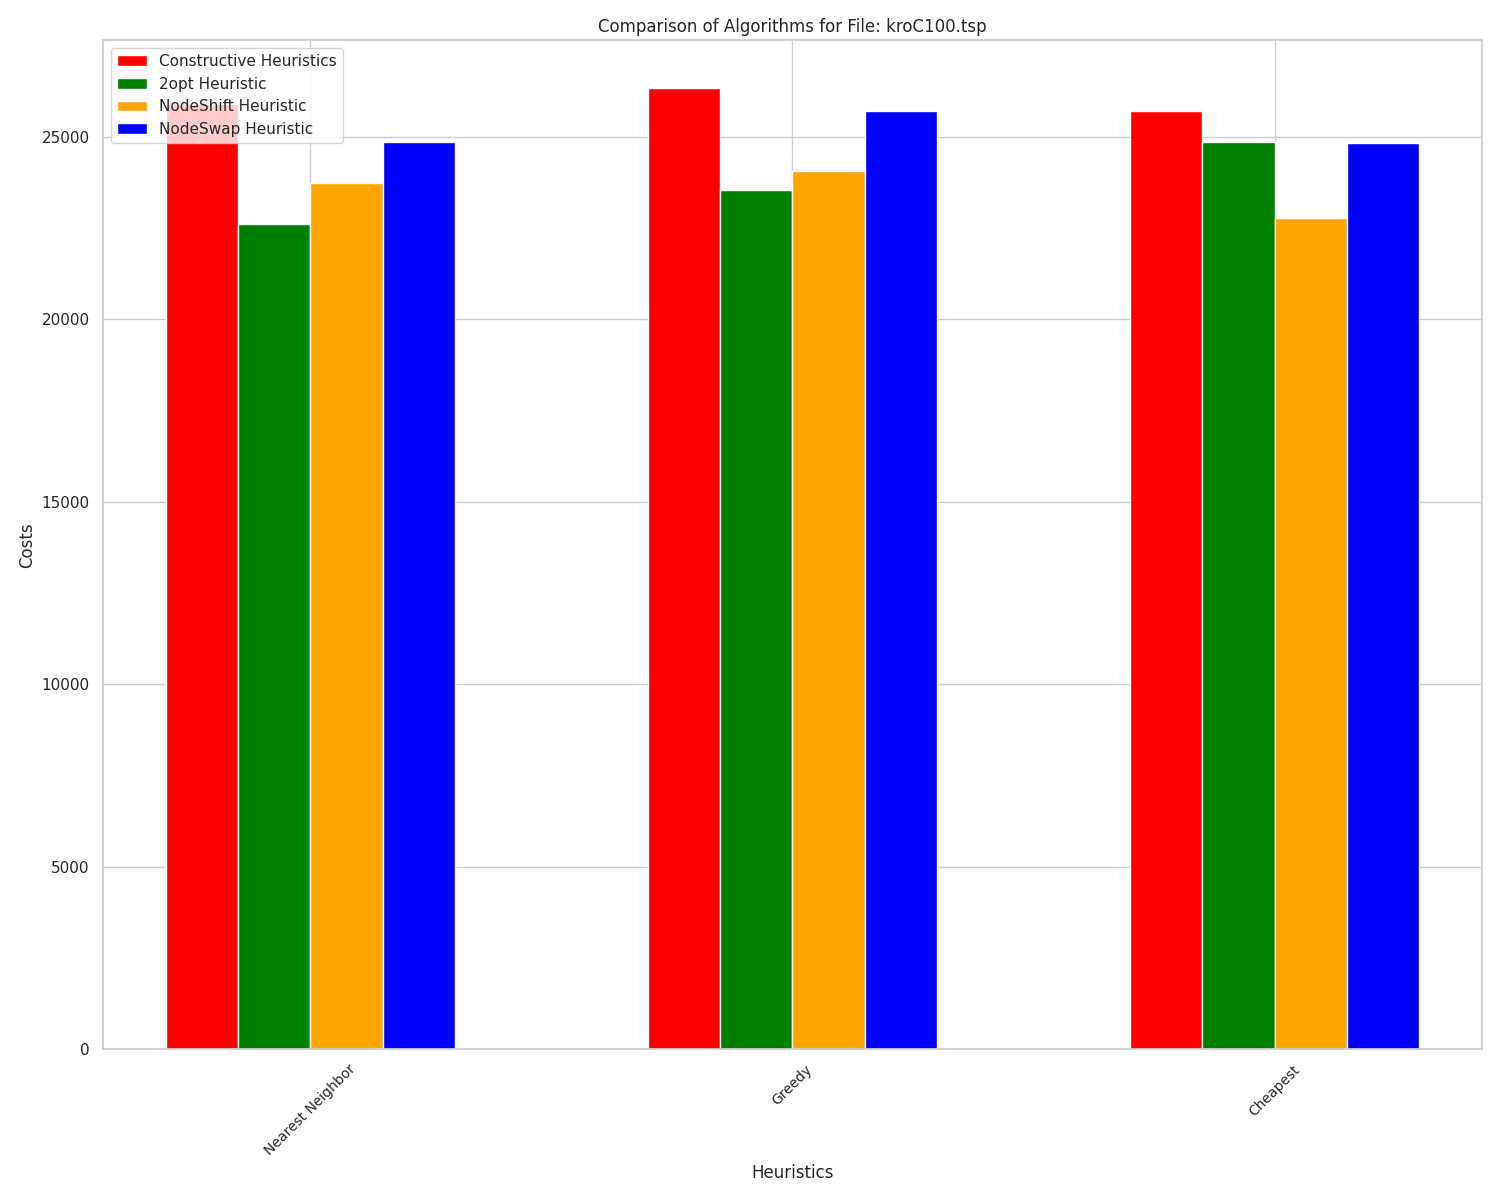 Comparison of Algorithms for File: kroC100.tsp
Constructive Heuristics
2opt Heuristic
NodeShift Heuristic
NodeSwap Heuristic
25000
20000
15000
10000
5000
0
Costs
Nearest Neighbor
Greedy
Cheapest
Heuristics